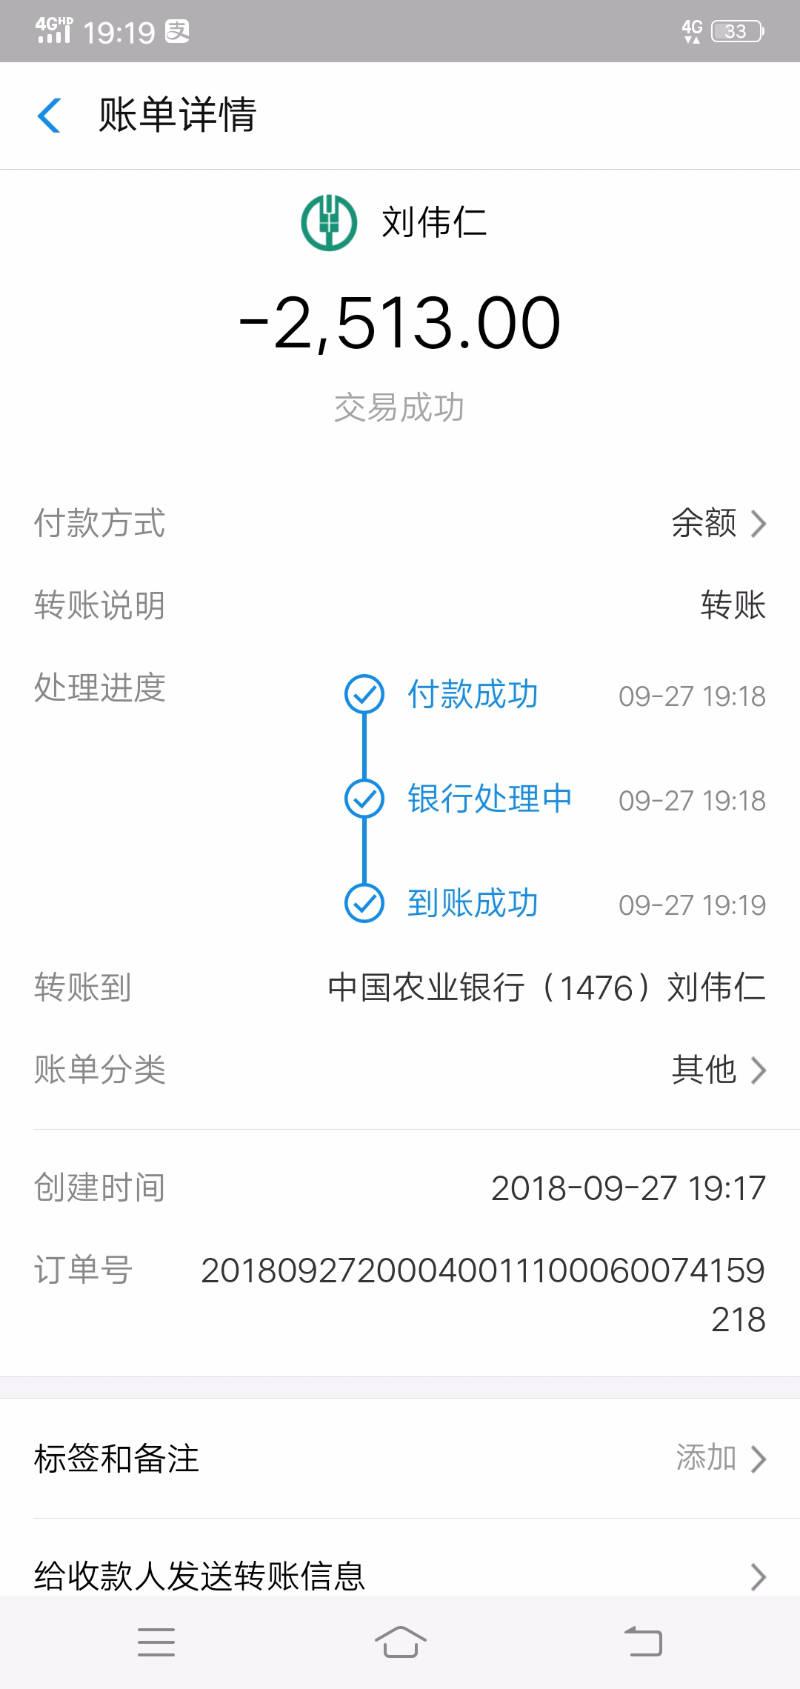 4G HD 19:19 支 4G 33
账单详情
刘伟仁
-2,513.00
交易成功
付款方式 余额
转账说明 转账
处理进度 付款成功 09-27 19:18
银行处理中 09-27 19:18
到账成功 09-27 19:19
转账到 中国农业银行（1476）刘伟仁
账单分类 其他
创建时间 2018-09-27 19:17
订单号 20180927200040011100060074159
218
标签和备注 添加
给收款人发送转账信息